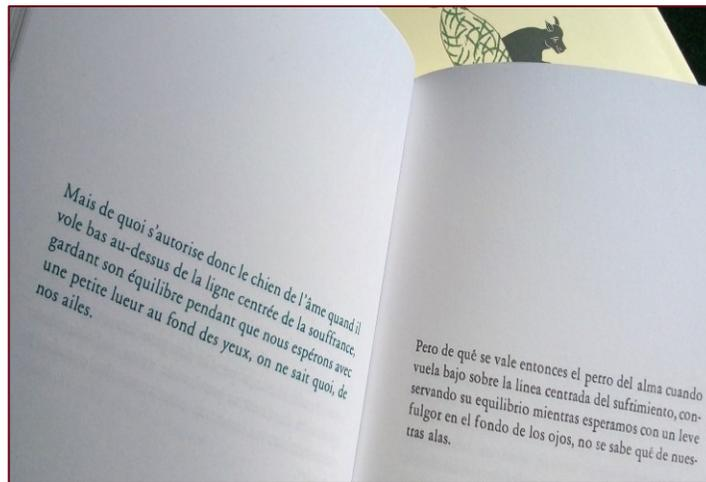 Mais de quoi s'autorise donc le chien de l'âme quand il
vole bas au-dessus de la ligne centrée de la souffrance,
gardant son équilibre pendant que nous espérons avec
une petite lueur au fond des yeux, on ne sait quoi, de
nos ailes.
Pero de qué se vale entonces el perro del alma cuando
vuela bajo sobre la línea centrada del sufrimiento, con-
servando su equilibrio mientras esperamos con un leve
fulgor en el fondo de los ojos, no se sabe qué de nues-
tras alas.